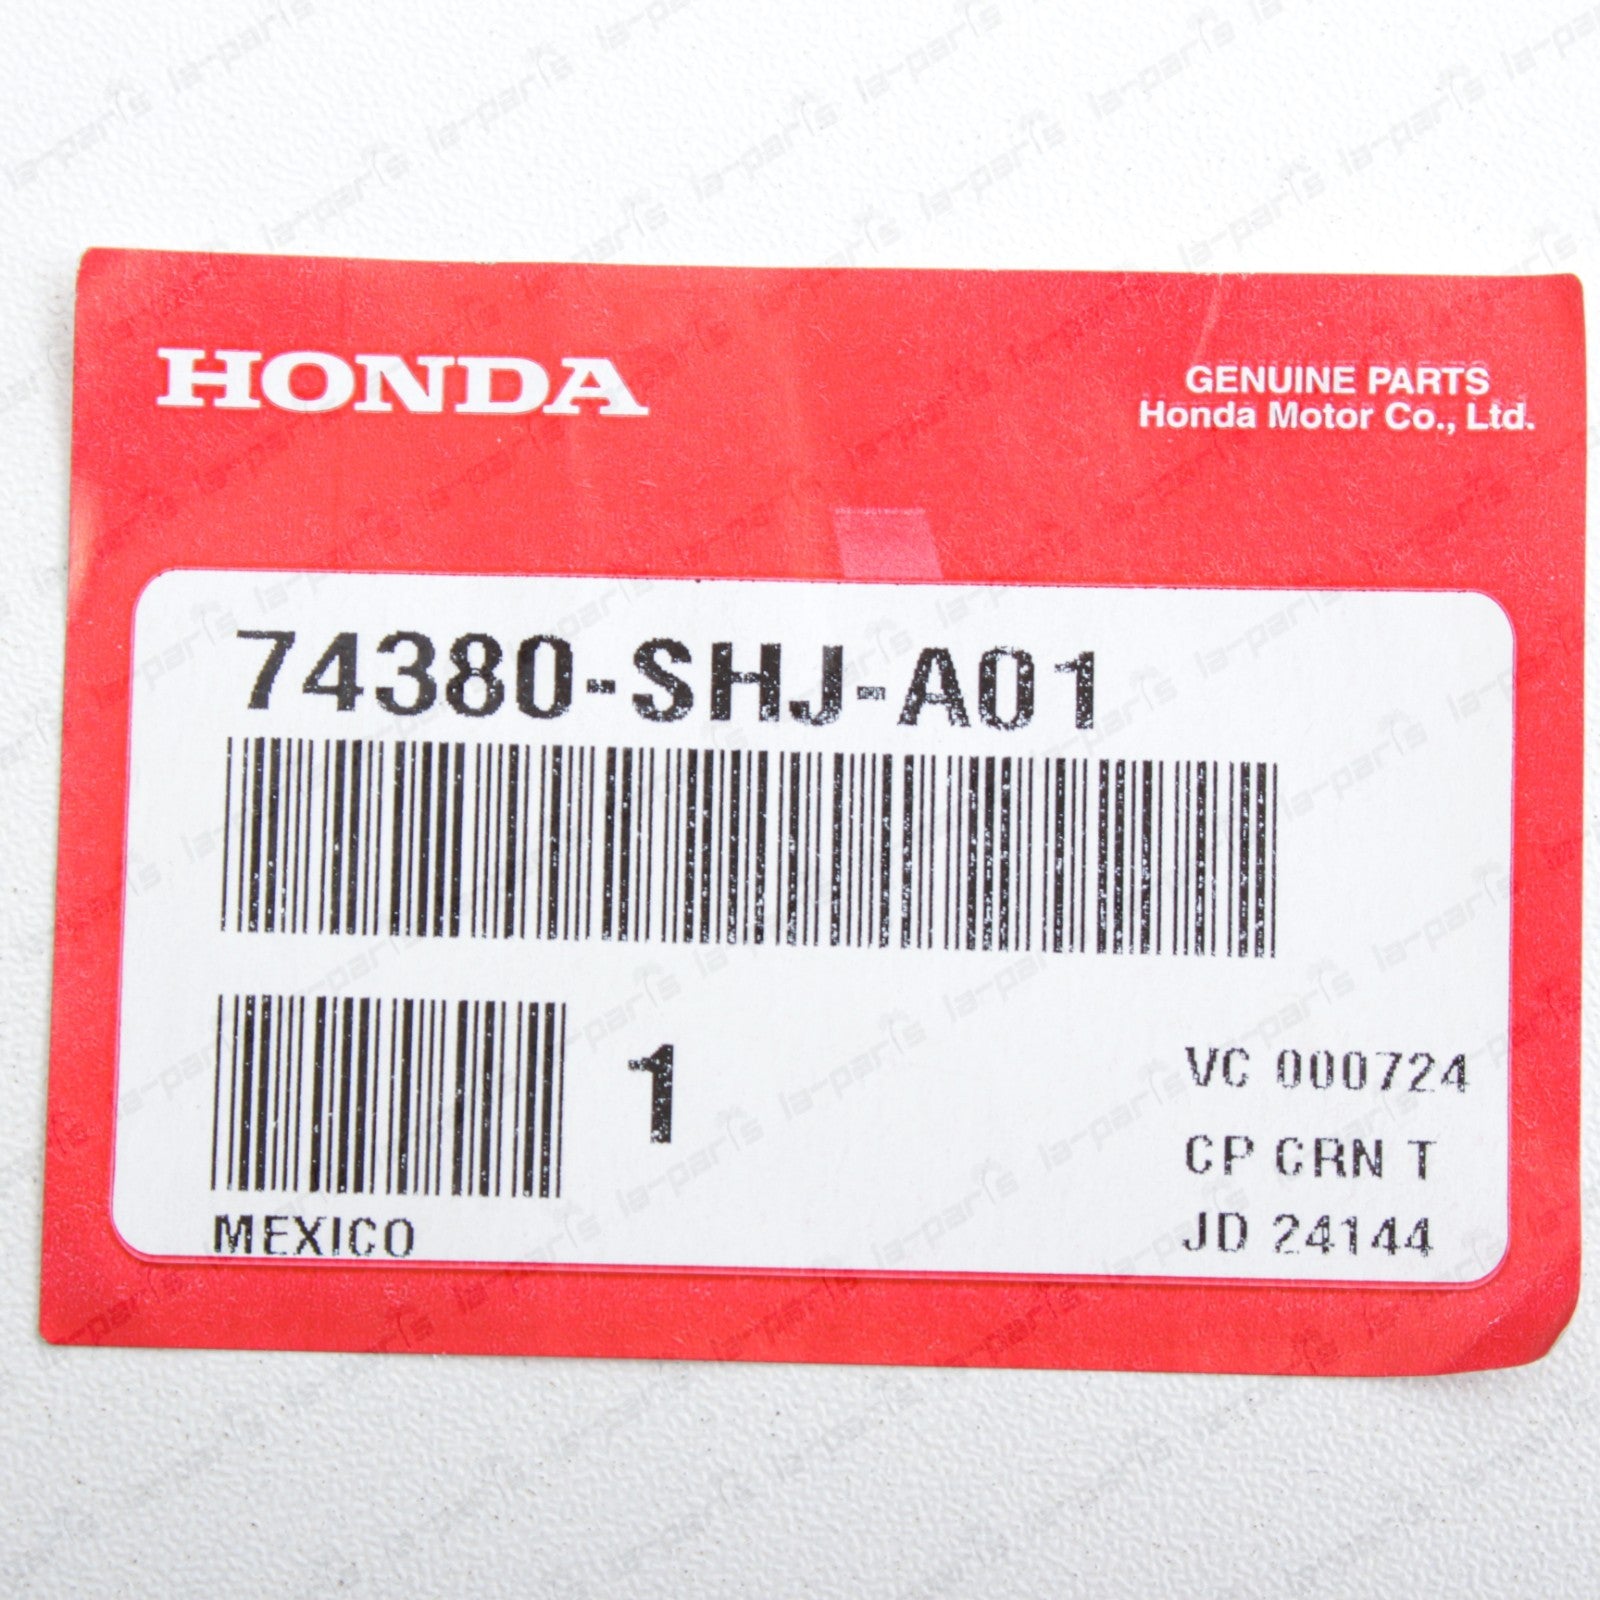 HONDA
GENUINE PARTS
Honda Motor Co., Ltd.
74380-SHJ-A01
1
VC 000724
CP CRN T
JD 24144
MEXICO